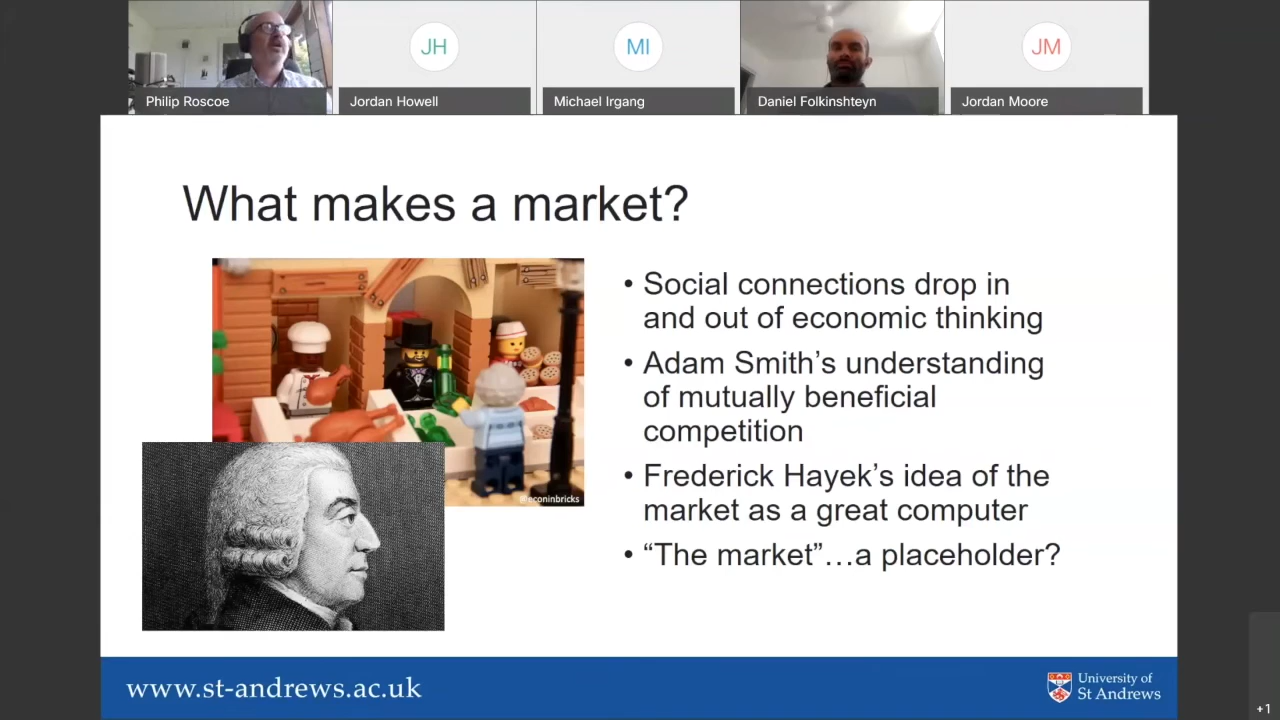 JH
MI
JM
Philip Roscoe
Jordan Howell
Michael Irgang
Daniel Folkinshteyn
Jordan Moore
What makes a market?
• Social connections drop in
and out of economic thinking
• Adam Smith’s understanding
of mutually beneficial
competition
• Frederick Hayek’s idea of the
market as a great computer
• “The market”…a placeholder?
@econinbricks
www.st-andrews.ac.uk
University of
St Andrews
+1